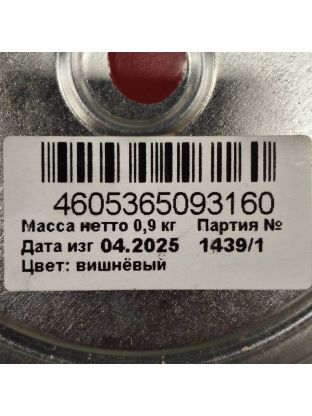 4605365093160
Масса нетто 0,9 кг Партия №
Дата изг 04.2025 1439/1
Цвет: вишнёвый